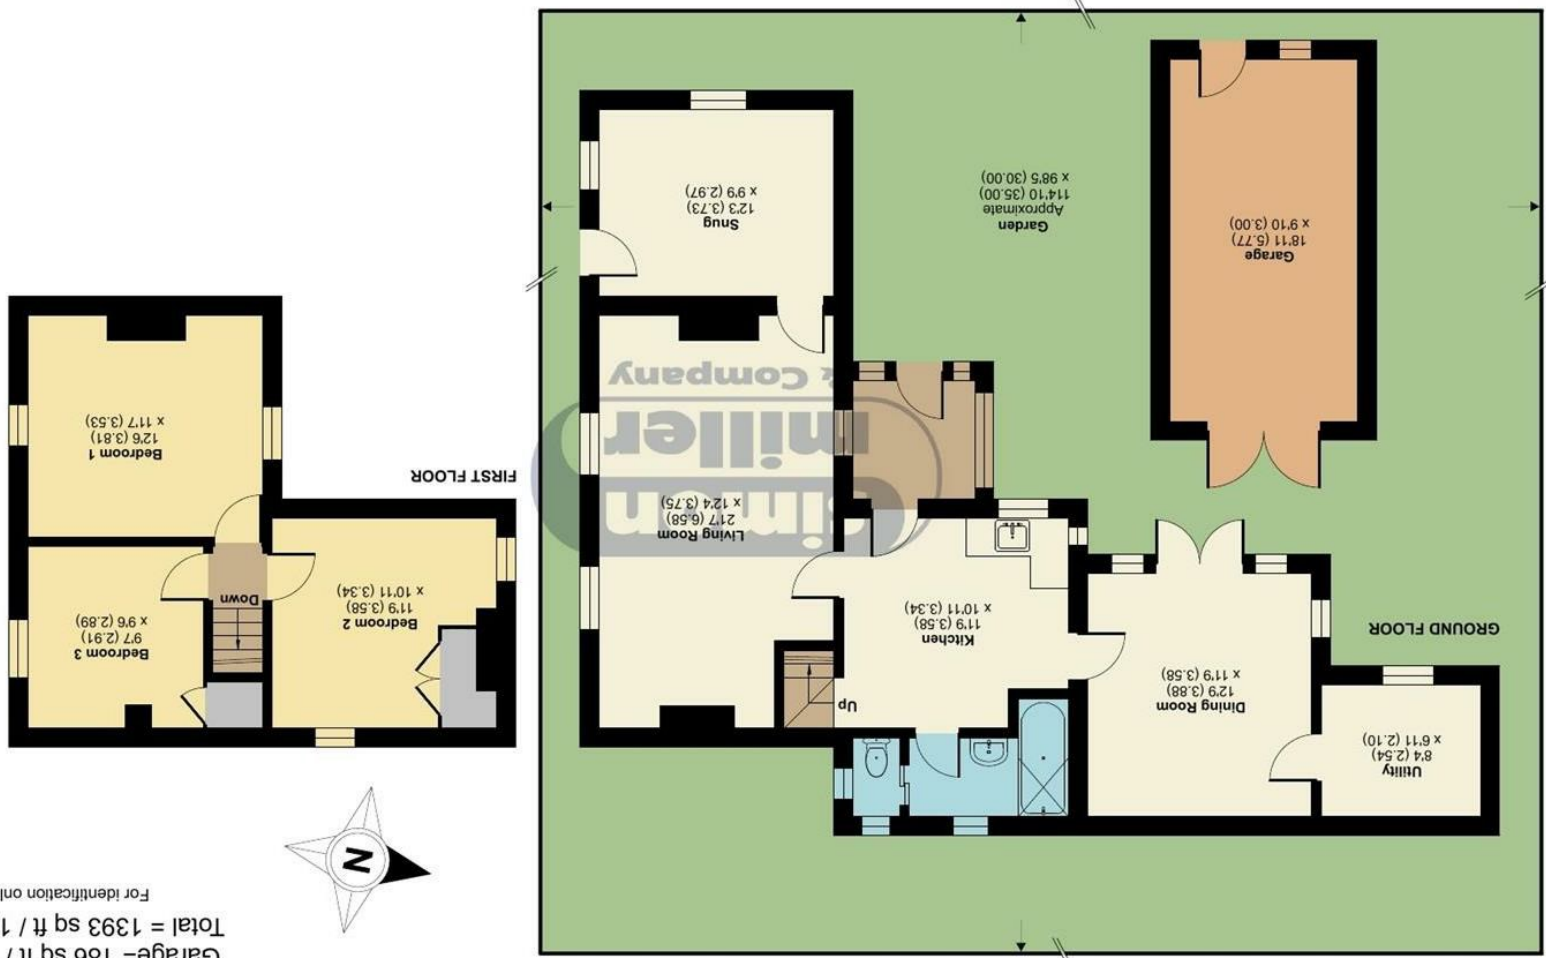 Garage = 186 sq ft /
Total = 1393 sq ft / 1
For identification onl
N
Utility
8'4 (2.54)
x 6'11 (2.10)
Dining Room
12'9 (3.88)
x 11'9 (3.58)
Up
Kitchen
11'9 (3.58)
x 10'11 (3.34)
Living Room
21'7 (6.58)
x 12'4 (3.75)
simon
miller
& Company
GROUND FLOOR
Garage
18'11 (5.77)
x 9'10 (3.00)
Garden
Approximate
114'10 (35.00)
x 98'5 (30.00)
Snug
12'3 (3.73)
x 9'9 (2.97)
Bedroom 2
11'9 (3.58)
x 10'11 (3.34)
Down
Bedroom 3
9'7 (2.91)
x 9'6 (2.89)
FIRST FLOOR
Bedroom 1
12'6 (3.81)
x 11'7 (3.53)